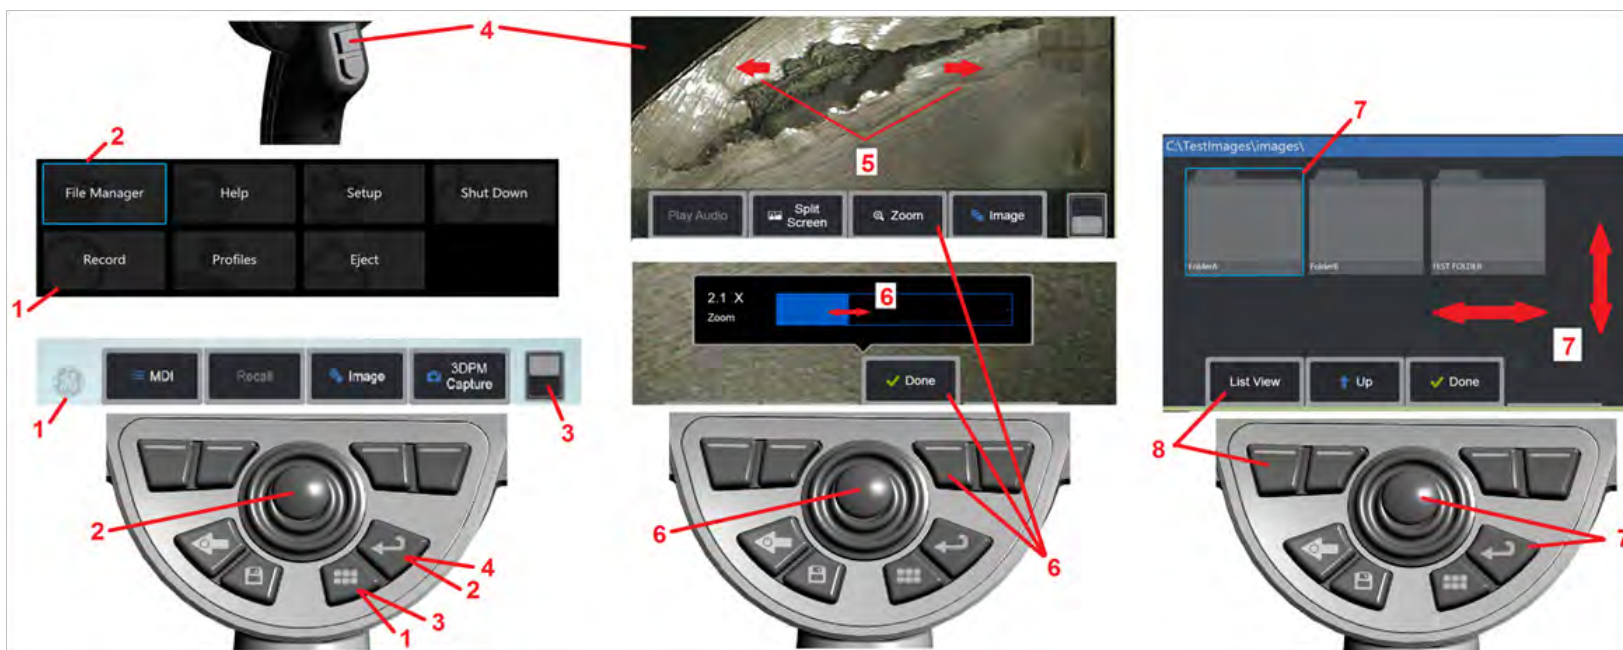 4
2
File Manager
Help
Setup
Shut Down
Record
Profiles
Eject
1
MDI
Recall
Image
3DPM
Capture
1
3
2
4
2
3
1
5
Play Audio
Split
Screen
Zoom
Image
2.1 X
Zoom
6
Done
6
6
7
C:\TestImages\images\
FolderA
FolderB
TEST FOLDER
7
List View
Up
Done
8
7